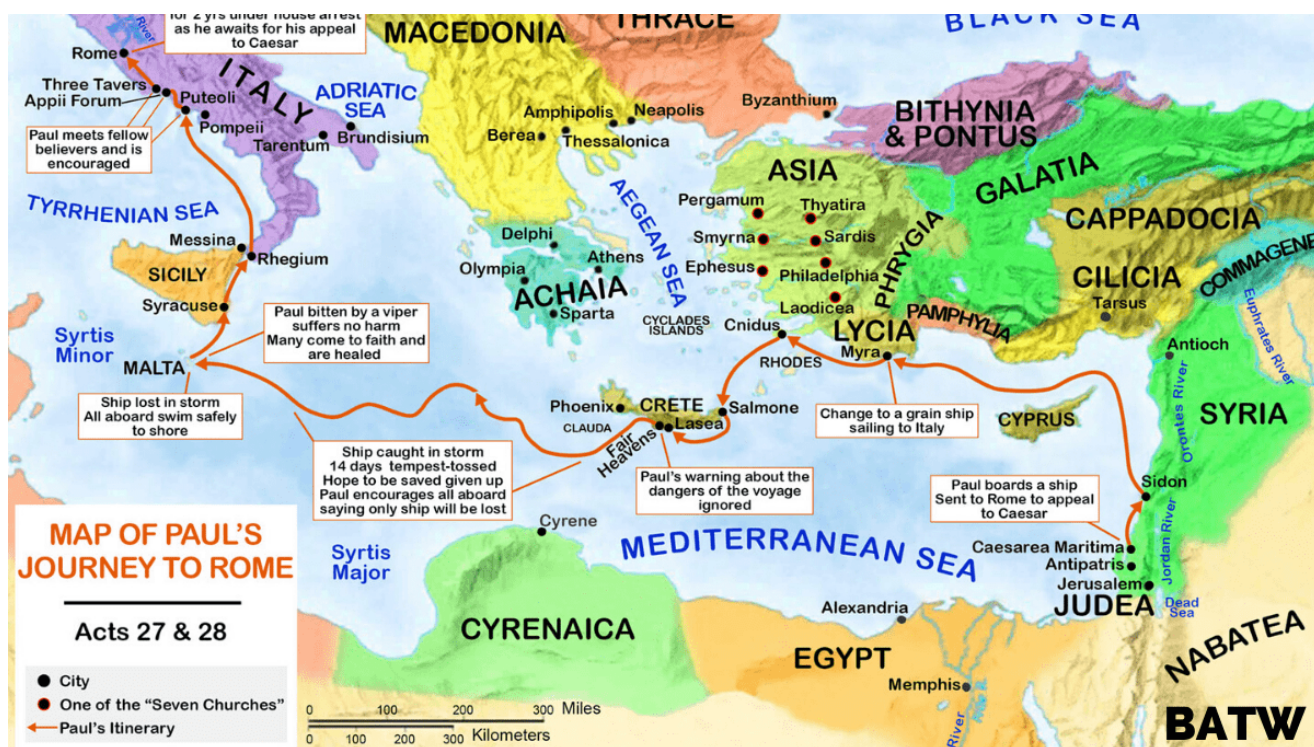 for 2 yrs under house arrest
as he awaits for his appeal
to Caesar
River
Rome
Three Tavers
Appii Forum
Puteoli
Pompeii
ITALY
ADRIATIC
SEA
Brundisium
Tarentum
Paul meets fellow
believers and is
encouraged
TYRRHENIAN SEA
Messina
Rhegium
SICILY
Syracuse
Syrtis
Minor
MALTA
Paul bitten by a viper
suffers no harm
Many come to faith and
are healed
Ship lost in storm
All aboard swim safely
to shore
MACEDONIA
THRACE
BLACK SEA
Amphipolis
Neapolis
Berea
Thessalonica
Byzanthium
BITHYNIA
& PONTUS
AEGEAN SEA
ASIA
GALATIA
Pergamum
Thyatira
Smyrna
Sardis
Ephesus
Philadelphia
Laodicea
PHRYGIA
CAPPADOCIA
CILICIA
Tarsus
COMMAGENE
Euphrates River
Delphi
Olympia
Athens
ACHAIA
Sparta
CYCLADES
ISLANDS
Cnidus
LYCIA
Myra
PAMPHYLIA
RHODES
Antioch
Orontes River
SYRIA
Phoenix
CRETE
Salmone
CLAUDA
Lasea
Fair
Heavens
CYPRUS
Change to a grain ship
sailing to Italy
Ship caught in storm
14 days tempest-tossed
Hope to be saved given up
Paul encourages all aboard
saying only ship will be lost
Paul's warning about the
dangers of the voyage
ignored
Paul boards a ship
Sent to Rome to appeal
to Caesar
Sidon
Jordan River
Caesarea Maritima
Antipatris
Jerusalem
JUDEA
Dead
Sea
NABATEA
MEDITERRANEAN SEA
Syrtis
Major
Cyrene
CYRENAICA
Alexandria
EGYPT
Memphis
River
MAP OF PAUL'S
JOURNEY TO ROME
Acts 27 & 28
City
One of the "Seven Churches"
Paul's Itinerary
0 100 200 300 Miles
0 100 200 300 Kilometers
BATW